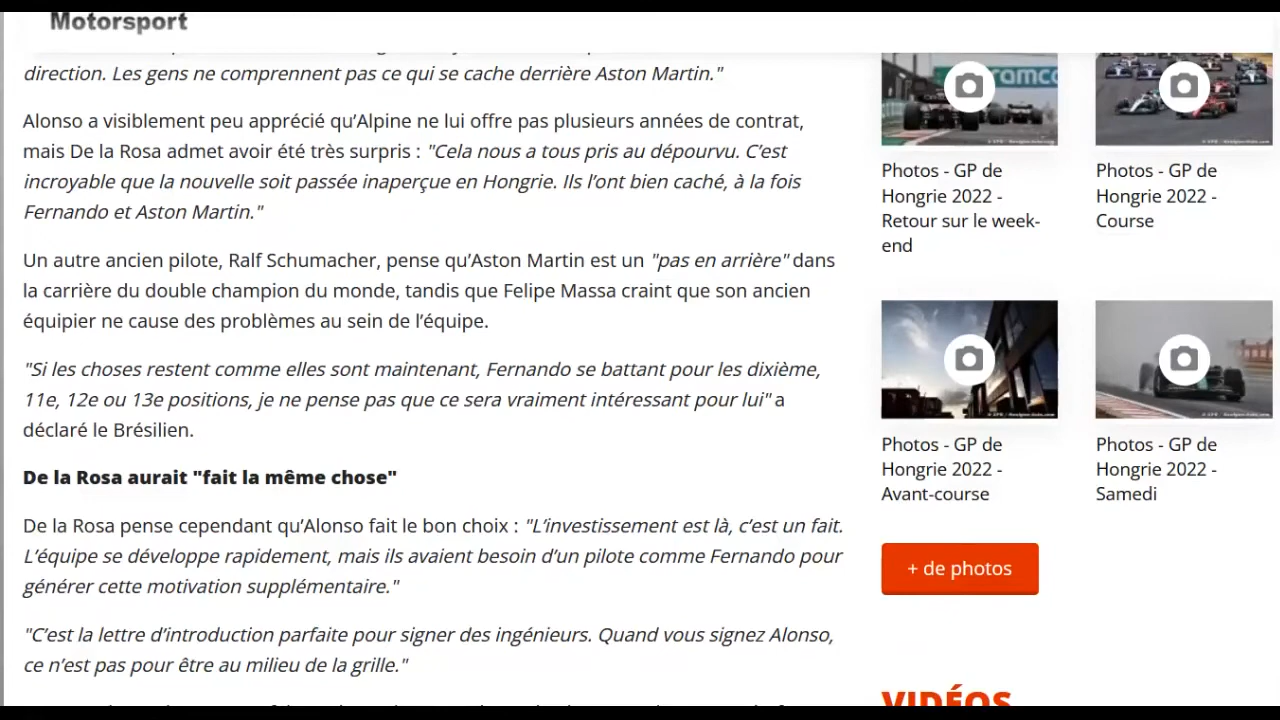 Motorsport
direction. Les gens ne comprennent pas ce qui se cache derrière Aston Martin."
Alonso a visiblement peu apprécié qu’Alpine ne lui offre pas plusieurs années de contrat,
mais De la Rosa admet avoir été très surpris : "Cela nous a tous pris au dépourvu. C’est
incroyable que la nouvelle soit passée inaperçue en Hongrie. Ils l’ont bien caché, à la fois
Fernando et Aston Martin."
Un autre ancien pilote, Ralf Schumacher, pense qu’Aston Martin est un "pas en arrière" dans
la carrière du double champion du monde, tandis que Felipe Massa craint que son ancien
équipier ne cause des problèmes au sein de l’équipe.
"Si les choses restent comme elles sont maintenant, Fernando se battant pour les dixième,
11e, 12e ou 13e positions, je ne pense pas que ce sera vraiment intéressant pour lui" a
déclaré le Brésilien.
De la Rosa aurait "fait la même chose"
De la Rosa pense cependant qu’Alonso fait le bon choix : "L’investissement est là, c’est un fait.
L’équipe se développe rapidement, mais ils avaient besoin d’un pilote comme Fernando pour
générer cette motivation supplémentaire."
"C’est la lettre d’introduction parfaite pour signer des ingénieurs. Quand vous signez Alonso,
ce n’est pas pour être au milieu de la grille."
aramco
Photos - GP de
Hongrie 2022 -
Retour sur le week-
end
Photos - GP de
Hongrie 2022 -
Course
Photos - GP de
Hongrie 2022 -
Avant-course
Photos - GP de
Hongrie 2022 -
Samedi
+ de photos
VIDÉOS